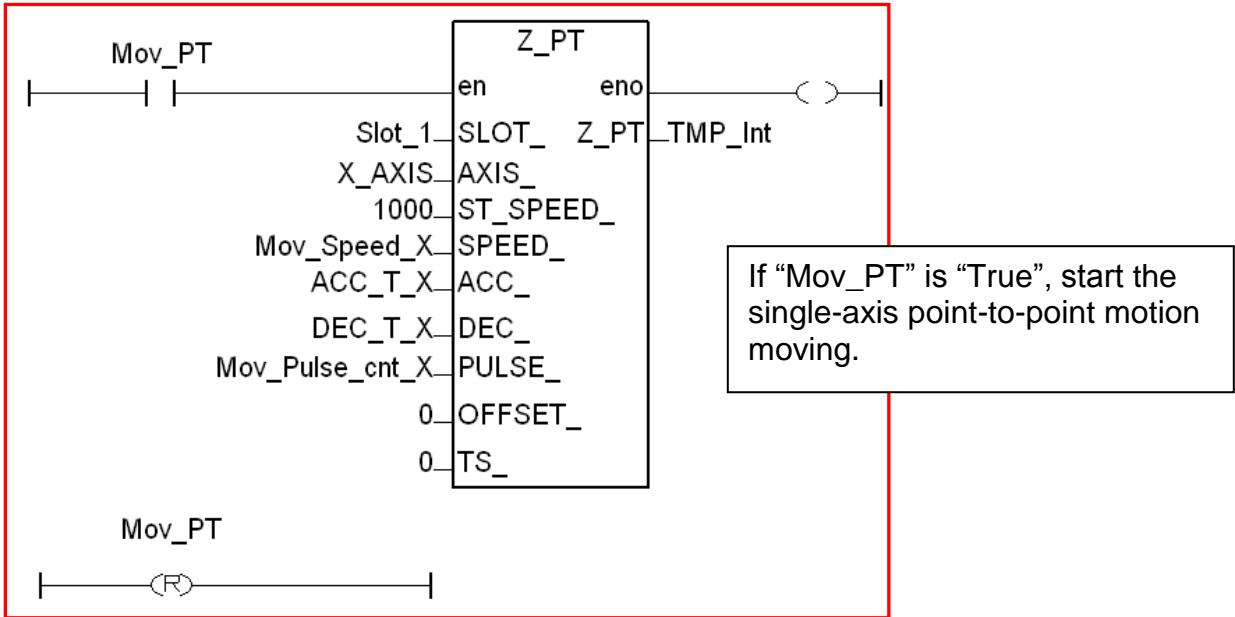 Mov_PT
Z_PT
en eno
Slot_1 SLOT_ Z_PT TMP_Int
X_AXIS AXIS_
1000 ST_SPEED_
Mov_Speed_X SPEED_
ACC_T_X ACC_
DEC_T_X DEC_
Mov_Pulse_cnt_X PULSE_
0 OFFSET_
0 TS_
If “Mov_PT” is “True”, start the
single-axis point-to-point motion
moving.
Mov_PT
R